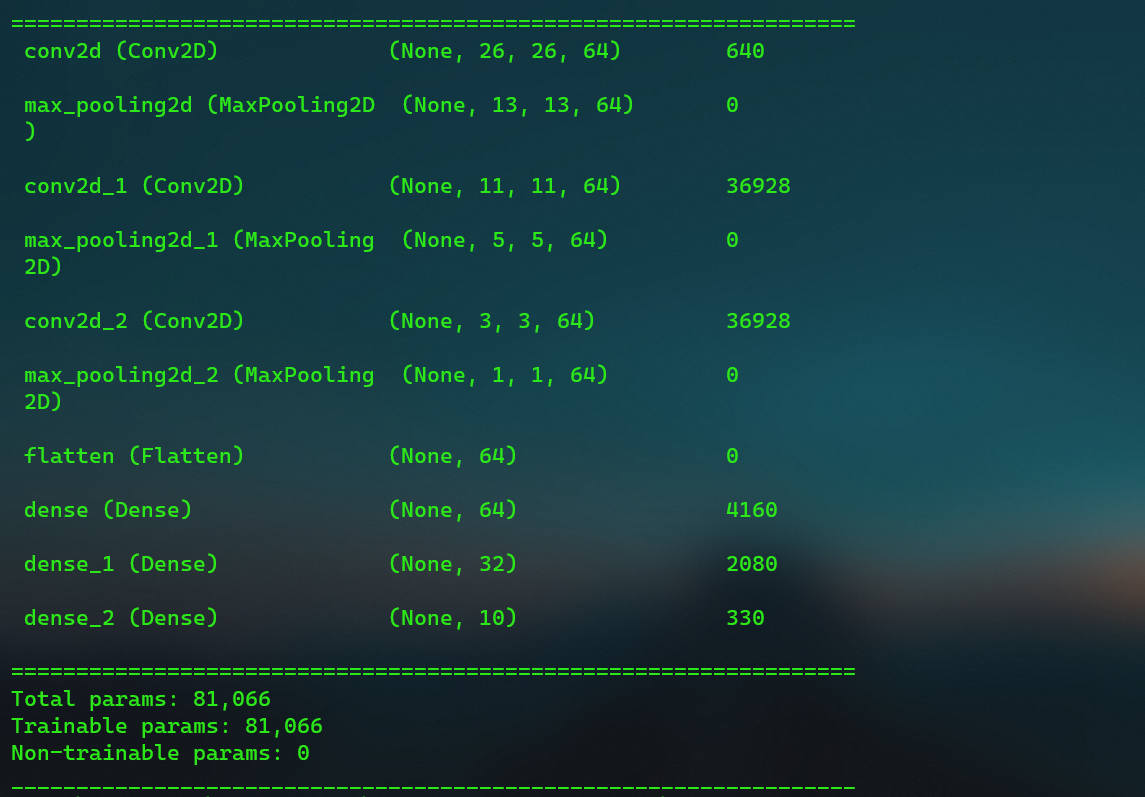 =================================================================
conv2d (Conv2D) (None, 26, 26, 64) 640
max_pooling2d (MaxPooling2D (None, 13, 13, 64) 0
)
conv2d_1 (Conv2D) (None, 11, 11, 64) 36928
max_pooling2d_1 (MaxPooling (None, 5, 5, 64) 0
2D)
conv2d_2 (Conv2D) (None, 3, 3, 64) 36928
max_pooling2d_2 (MaxPooling (None, 1, 1, 64) 0
2D)
flatten (Flatten) (None, 64) 0
dense (Dense) (None, 64) 4160
dense_1 (Dense) (None, 32) 2080
dense_2 (Dense) (None, 10) 330
=================================================================
Total params: 81,066
Trainable params: 81,066
Non-trainable params: 0
_________________________________________________________________